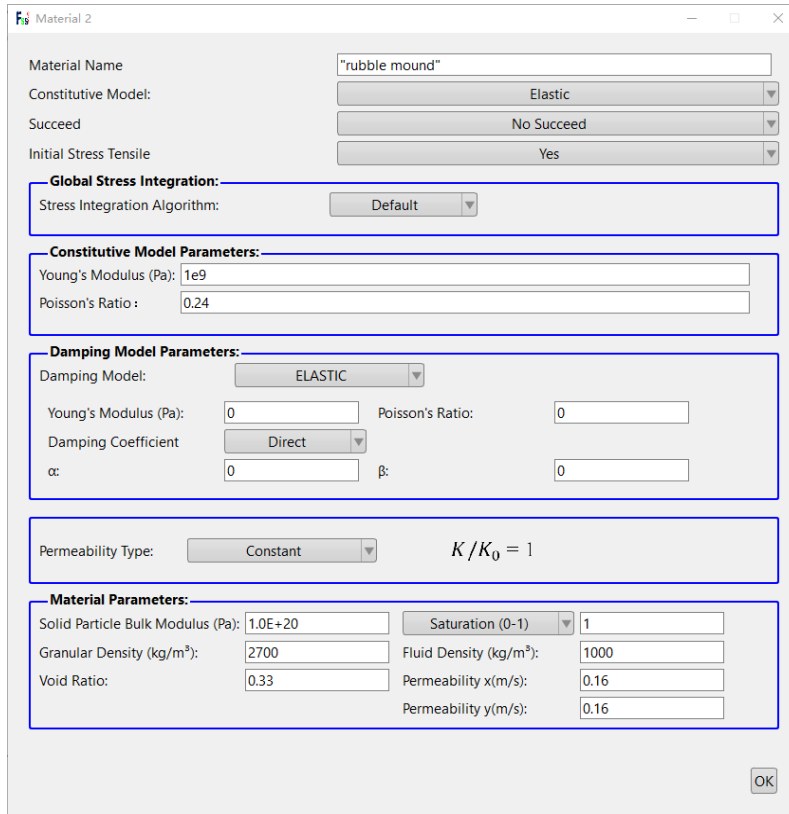 Material 2
Material Name "rubble mound"
Constitutive Model: Elastic
Succeed No Succeed
Initial Stress Tensile Yes
Global Stress Integration:
Stress Integration Algorithm: Default
Constitutive Model Parameters:
Young's Modulus (Pa): 1e9
Poisson's Ratio： 0.24
Damping Model Parameters:
Damping Model: ELASTIC
Young's Modulus (Pa): 0 Poisson's Ratio: 0
Damping Coefficient Direct
α: 0 β: 0
Permeability Type: Constant K/K₀ = 1
Material Parameters:
Solid Particle Bulk Modulus (Pa): 1.0E+20 Saturation (0-1) 1
Granular Density (kg/m³): 2700 Fluid Density (kg/m³): 1000
Void Ratio: 0.33 Permeability x(m/s): 0.16
Permeability y(m/s): 0.16
OK